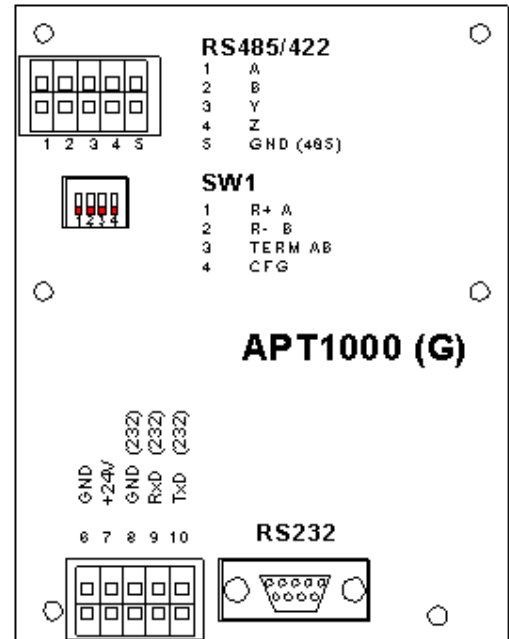 RS485/422
1 A
2 B
3 Y
4 Z
5 GND (485)
1 2 3 4 5
SW1
1 2 3 4
1 R+ A
2 R- B
3 TERM AB
4 CFG
APT1000 (G)
GND
+24V
GND (232)
RxD (232)
TxD (232)
6 7 8 9 10
RS232